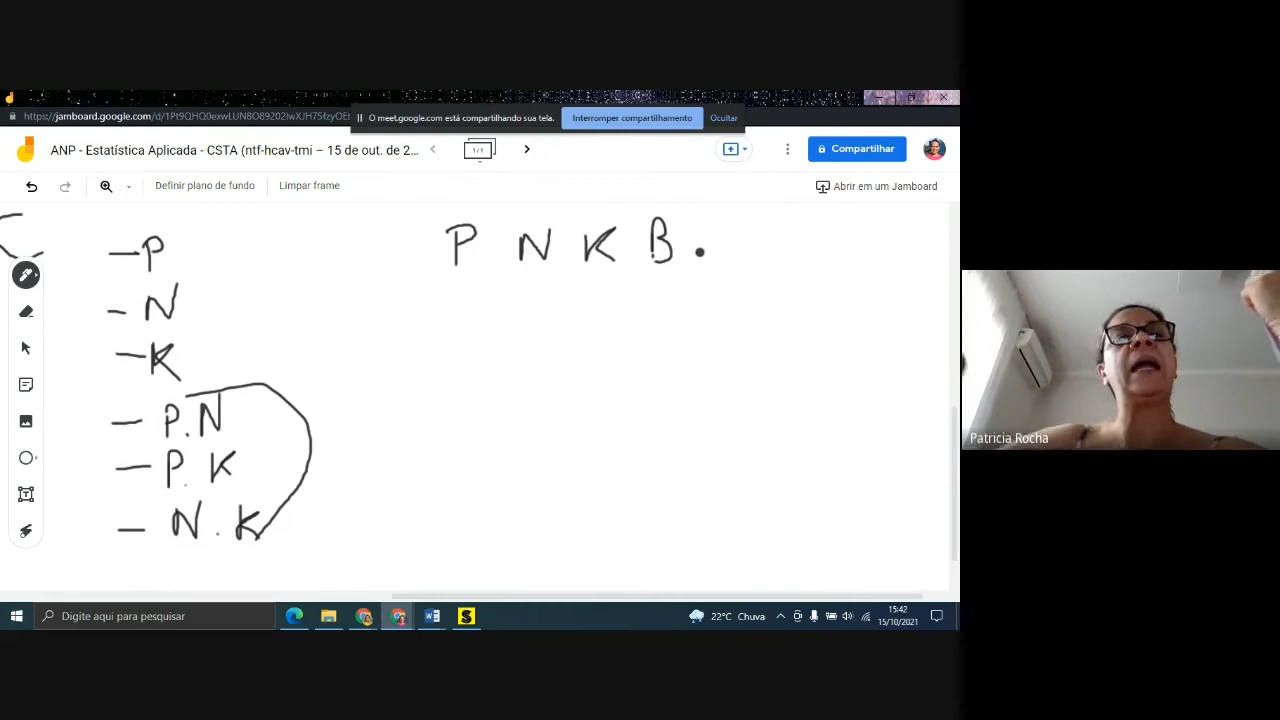 https://jamboard.google.com/d/1Pt9QHQ0exwLUN8O89202lwXJH75fzyOEt
O meet.google.com está compartilhando sua tela.
Interromper compartilhamento
Ocultar
ANP - Estatística Aplicada - CSTA (ntf-hcav-tmi – 15 de out. de 2...
1/1
Compartilhar
Definir plano de fundo
Limpar frame
Abrir em um Jamboard
P N K B .
- P
- N
- K
- P.N
- P.K
- N.K
Patricia Rocha
Digite aqui para pesquisar
22°C Chuva
15:42
15/10/2021